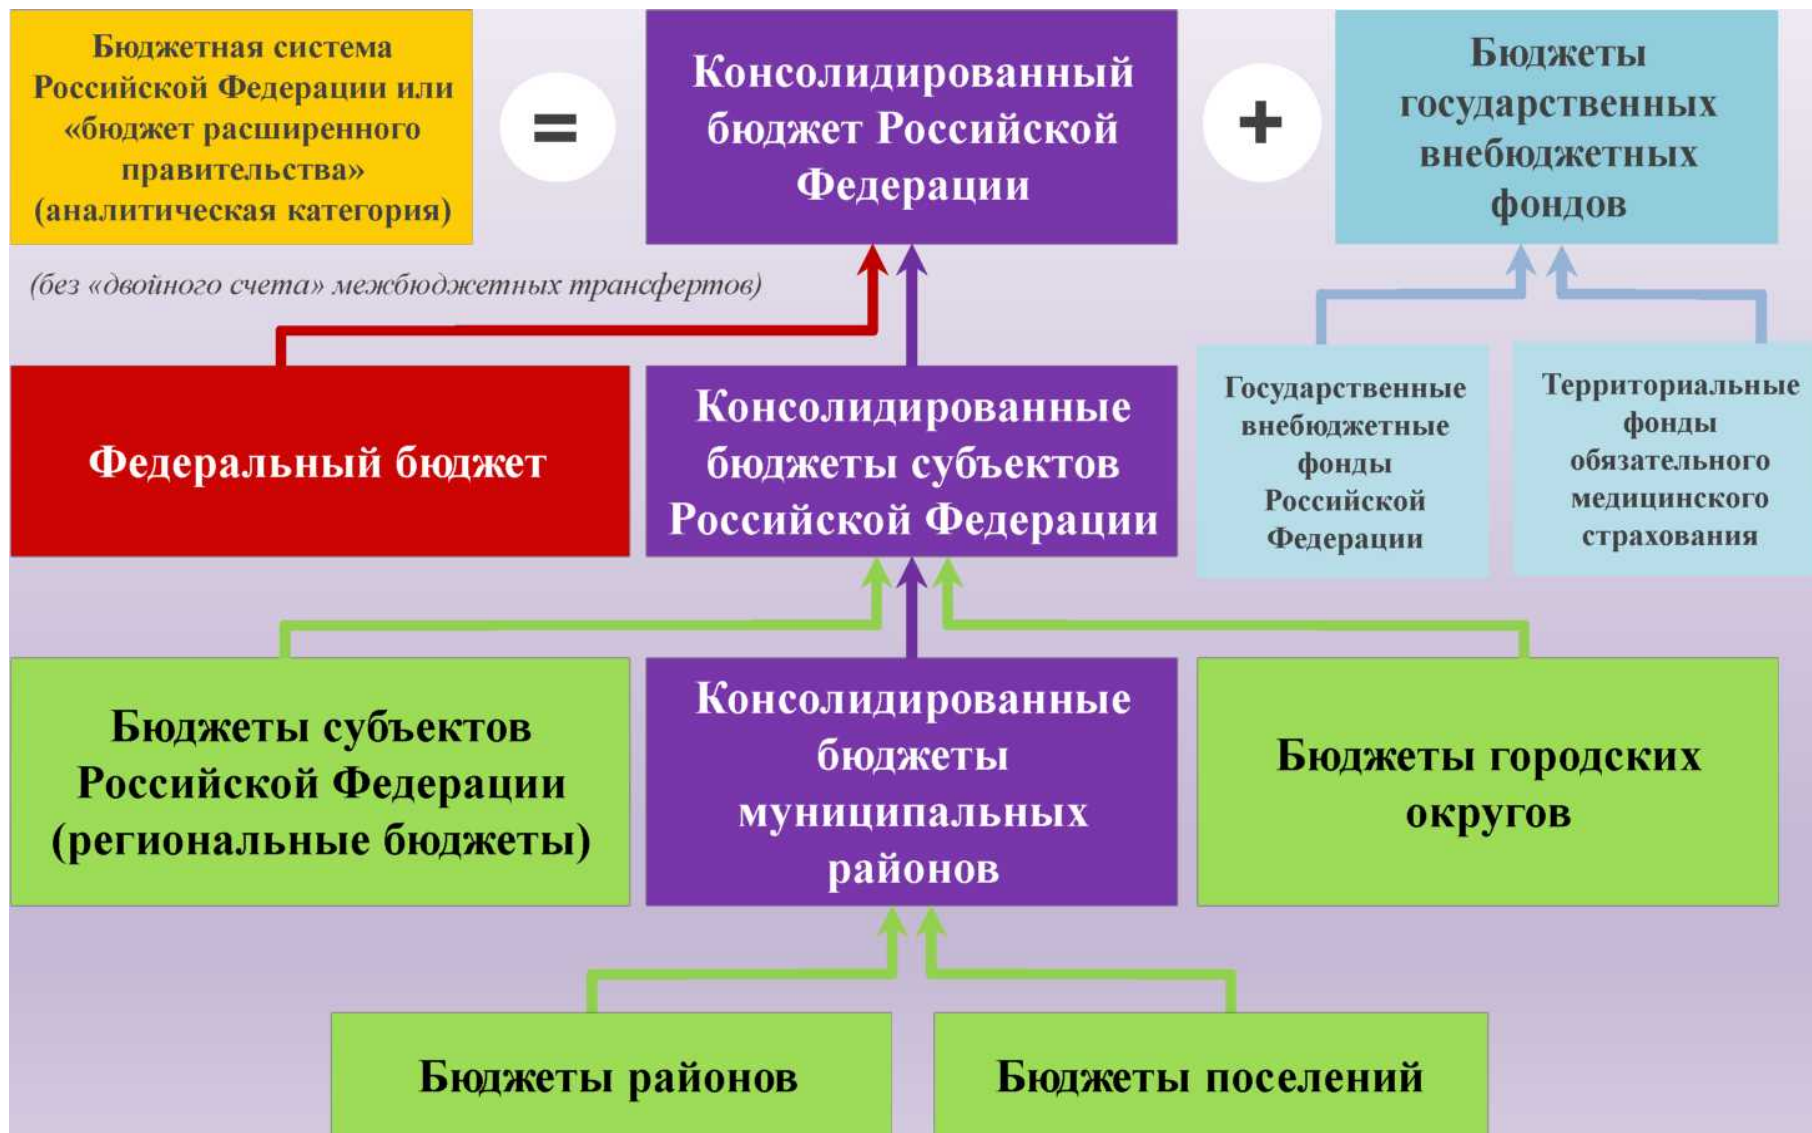 Бюджетная система
Российской Федерации или
«бюджет расширенного
правительства»
(аналитическая категория)
=
Консолидированный
бюджет Российской
Федерации
+
Бюджеты
государственных
внебюджетных
фондов
(без «двойного счета» межбюджетных трансфертов)
Федеральный бюджет
Консолидированные
бюджеты субъектов
Российской Федерации
Государственные
внебюджетные
фонды
Российской
Федерации
Территориальные
фонды
обязательного
медицинского
страхования
Бюджеты субъектов
Российской Федерации
(региональные бюджеты)
Консолидированные
бюджеты
муниципальных
районов
Бюджеты городских
округов
Бюджеты районов
Бюджеты поселений